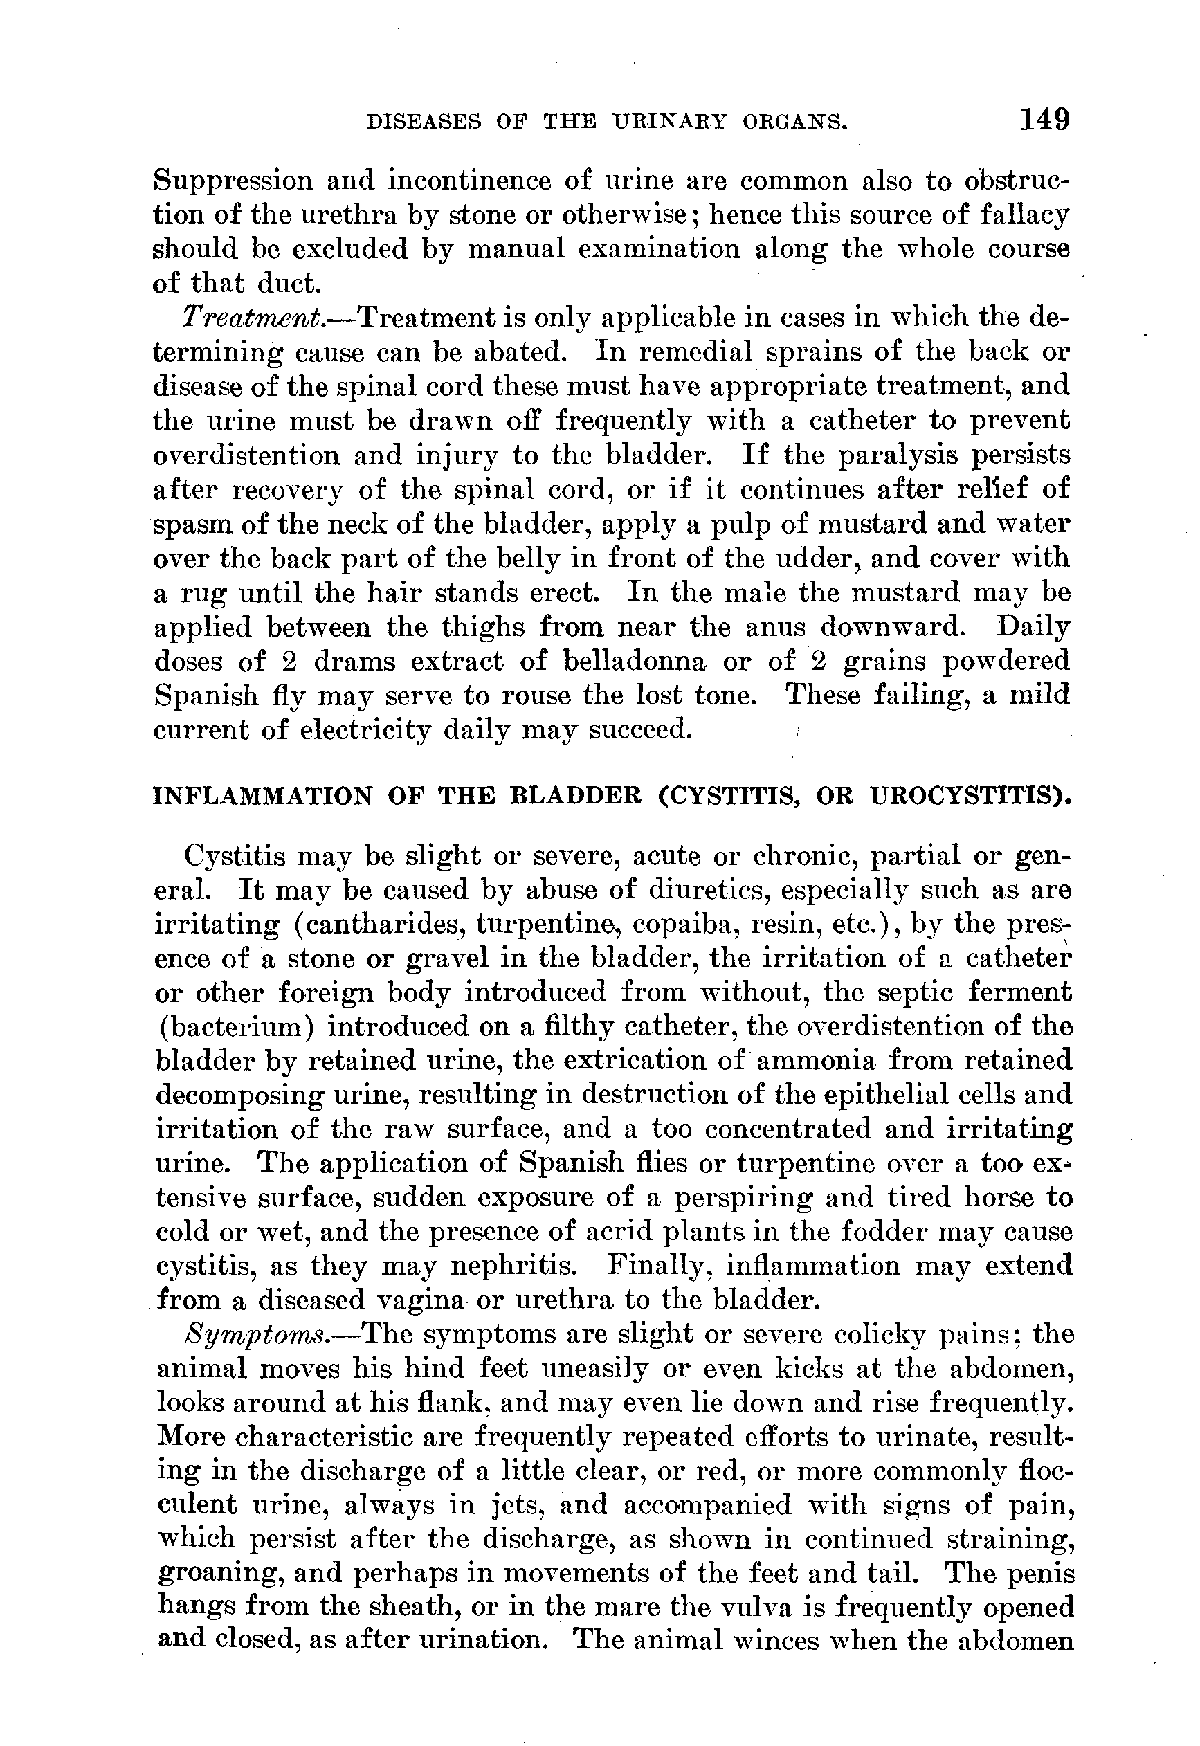 DISEASES OF THE URINARY ORGANS. 149
Suppression and incontinence of urine are common also to obstruc-
tion of the urethra by stone or otherwise; hence this source of fallacy
should be excluded by manual examination along the whole course
of that duct.
Treatment.—Treatment is only applicable in cases in which the de-
termining cause can be abated. In remedial sprains of the back or
disease of the spinal cord these must have appropriate treatment, and
the urine must be drawn off frequently with a catheter to prevent
overdistention and injury to the bladder. If the paralysis persists
after recovery of the spinal cord, or if it continues after relief of
spasm of the neck of the bladder, apply a pulp of mustard and water
over the back part of the belly in front of the udder, and cover with
a rug until the hair stands erect. In the male the mustard may be
applied between the thighs from near the anus downward. Daily
doses of 2 drams extract of belladonna or of 2 grains powdered
Spanish fly may serve to rouse the lost tone. These failing, a mild
current of electricity daily may succeed.
INFLAMMATION OF THE BLADDER (CYSTITIS, OR UROCYSTITIS).
Cystitis may be slight or severe, acute or chronic, partial or gen-
eral. It may be caused by abuse of diuretics, especially such as are
irritating (cantharides, turpentine, copaiba, resin, etc.), by the pres-
ence of a stone or gravel in the bladder, the irritation of a catheter
or other foreign body introduced from without, the septic ferment
(bacterium) introduced on a filthy catheter, the overdistention of the
bladder by retained urine, the extrication of ammonia from retained
decomposing urine, resulting in destruction of the epithelial cells and
irritation of the raw surface, and a too concentrated and irritating
urine. The application of Spanish flies or turpentine over a too ex-
tensive surface, sudden exposure of a perspiring and tired horse to
cold or wet, and the presence of acrid plants in the fodder may cause
cystitis, as they may nephritis. Finally, inflammation may extend
from a diseased vagina or urethra to the bladder.
Symptoms.—The symptoms are slight or severe colicky pains; the
animal moves his hind feet uneasily or even kicks at the abdomen,
looks around at his flank, and may even lie down and rise frequently.
More characteristic are frequently repeated efforts to urinate, result-
ing in the discharge of a little clear, or red, or more commonly floc-
culent urine, always in jets, and accompanied with signs of pain,
which persist after the discharge, as shown in continued straining,
groaning, and perhaps in movements of the feet and tail. The penis
hangs from the sheath, or in the mare the vulva is frequently opened
and closed, as after urination. The animal winces when the abdomen